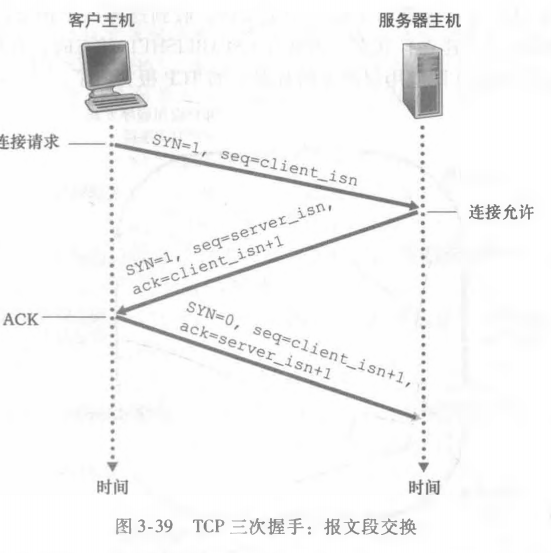 客户主机
服务器主机
连接请求
SYN=1, seq=client_isn
连接允许
SYN=1, seq=server_isn,
ack=client_isn+1
ACK
SYN=0, seq=client_isn+1,
ack=server_isn+1
时间
时间
图3-39 TCP 三次握手：报文段交换